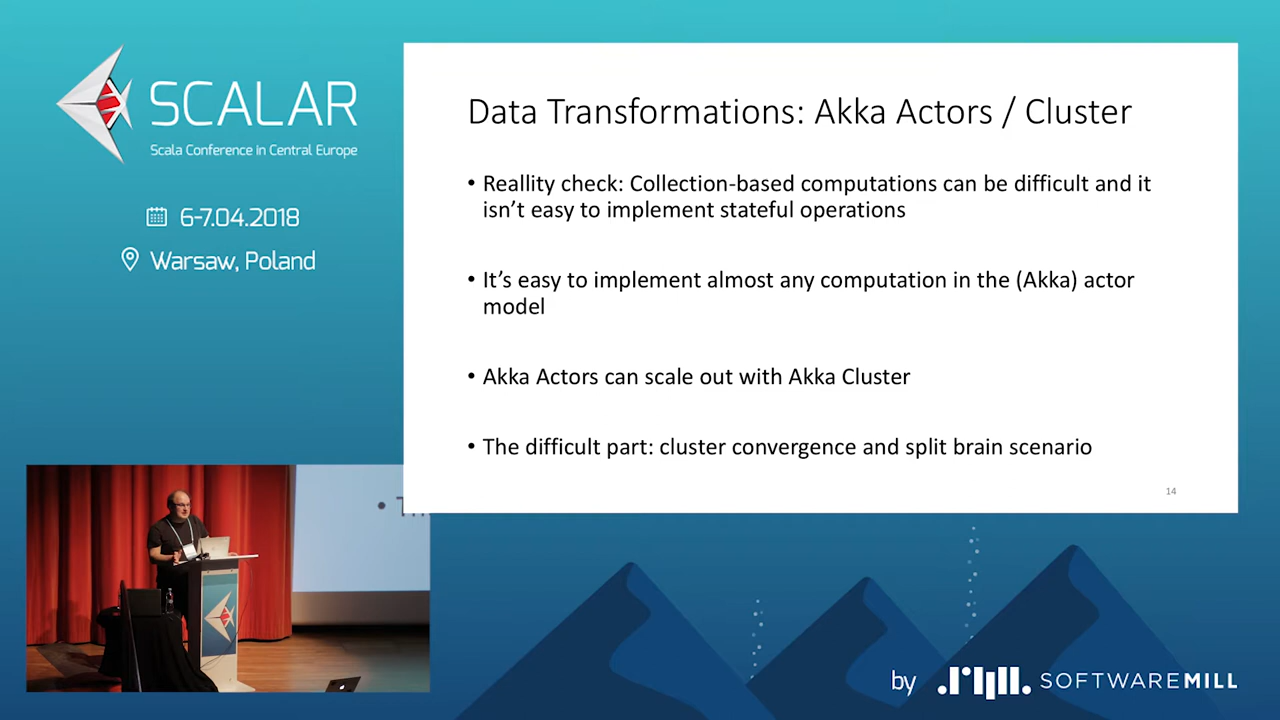 SCALAR
Scala Conference in Central Europe
6-7.04.2018
Warsaw, Poland
Data Transformations: Akka Actors / Cluster
• Reallity check: Collection-based computations can be difficult and it
isn't easy to implement stateful operations
• It's easy to implement almost any computation in the (Akka) actor
model
• Akka Actors can scale out with Akka Cluster
• The difficult part: cluster convergence and split brain scenario
14
by
SOFTWAREMILL